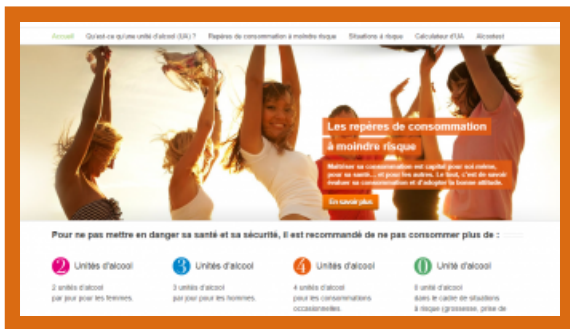 Accueil Qu'est-ce qu'une unité d'alcool (UA) ? Repères de consommation à moindre risque Situations à risque Calculateur d'UA Alcootest
Les repères de consommation
à moindre risque
Maîtriser sa consommation est capital pour soi même,
pour sa santé... et pour les autres. Le tout, c'est de savoir
évaluer sa consommation et d'adopter la bonne attitude.
En savoir plus
Pour ne pas mettre en danger sa santé et sa sécurité, il est recommandé de ne pas consommer plus de :
2 Unités d'alcool
3 Unités d'alcool
4 Unités d'alcool
0 Unité d'alcool
2 unités d'alcool
par jour pour les femmes.
3 unités d'alcool
par jour pour les hommes.
4 unités d'alcool
pour les consommations
occasionnelles.
0 unité d'alcool
dans le cadre de situations
à risque (grossesse, prise de